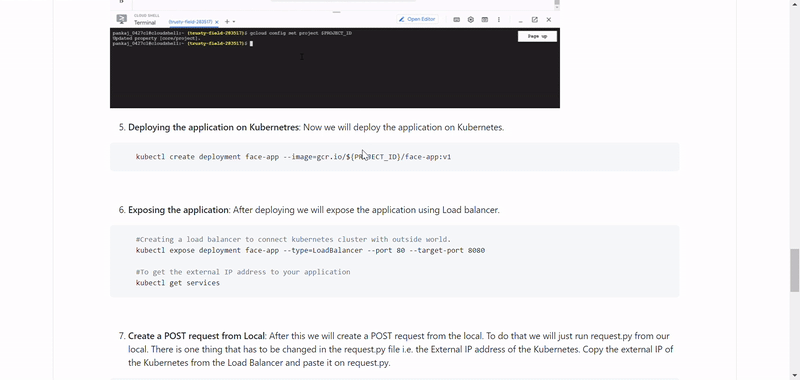 CLOUD SHELL
Terminal (trusty-field-283517) × + ▾ Open Editor
(trusty-field-283517)$ gcloud config set project $PROJECT_ID
Updated property [core/project].
(trusty-field-283517)$
Page up
5. Deploying the application on Kubernetres: Now we will deploy the application on Kubernetes.
kubectl create deployment face-app --image=gcr.io/${PROJECT_ID}/face-app:v1
6. Exposing the application: After deploying we will expose the application using Load balancer.
#Creating a load balancer to connect kubernetes cluster with outside world.
kubectl expose deployment face-app --type=LoadBalancer --port 80 --target-port 8080
#To get the external IP address to your application
kubectl get services
7. Create a POST request from Local: After this we will create a POST request from the local. To do that we will just run request.py from our
local. There is one thing that has to be changed in the request.py file i.e. the External IP address of the Kubernetes. Copy the external IP of
the Kubernetes from the Load Balancer and paste it on request.py.